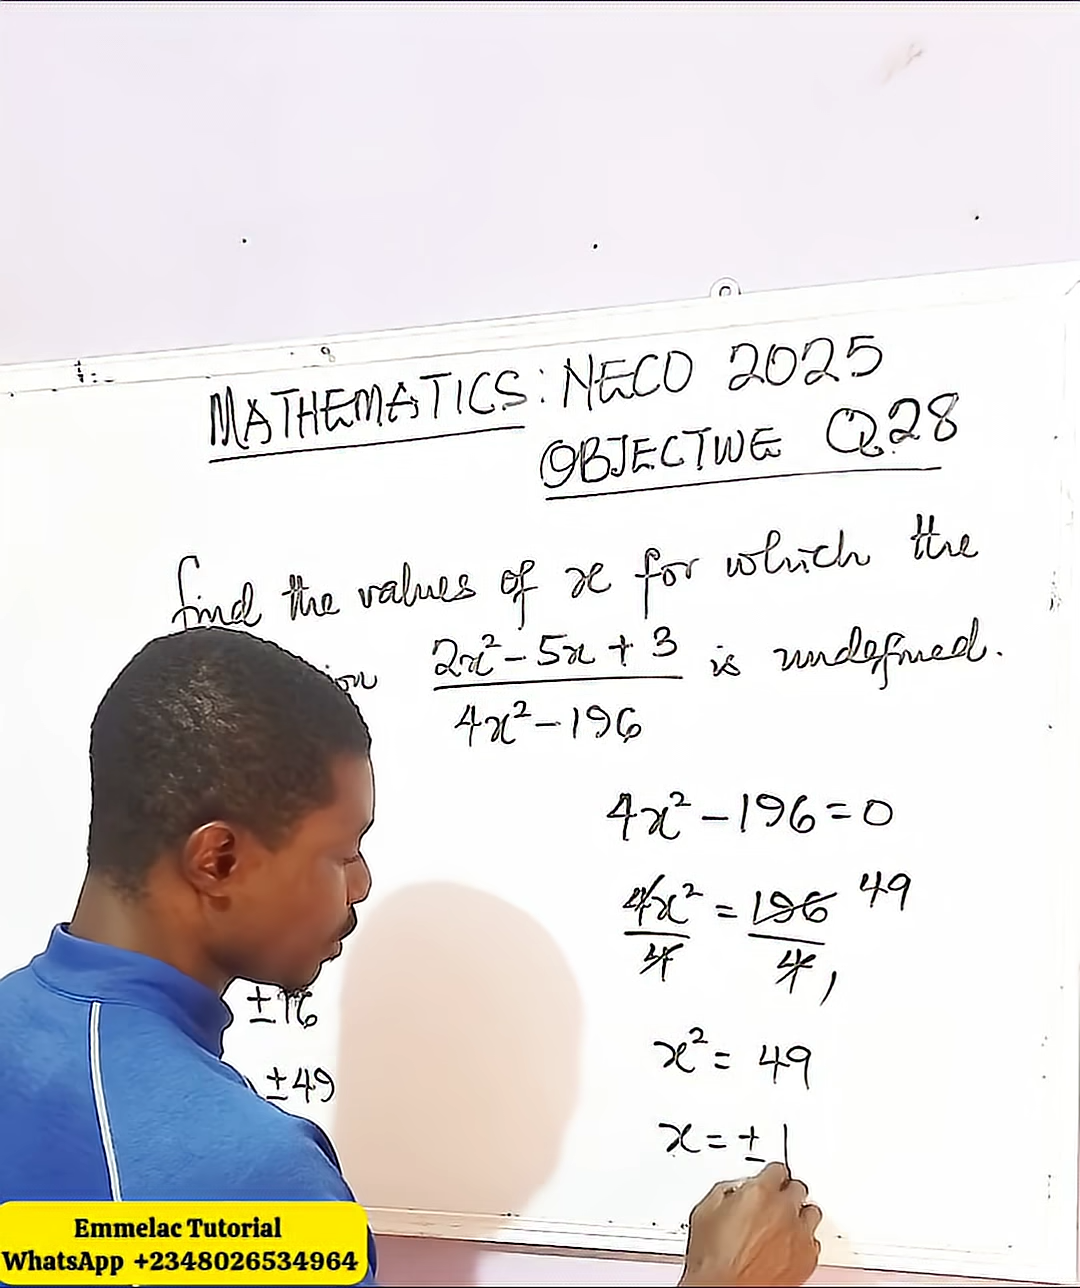 MATHEMATICS: NECO 2025
OBJECTIVE Q28
find the values of x for which the
2x² - 5x + 3 / 4x² - 196 is undefined.
4x² - 196 = 0
4x²/4 = 196/4 49,
x² = 49
x = ±
±16
±49
Emmelac Tutorial
WhatsApp +2348026534964